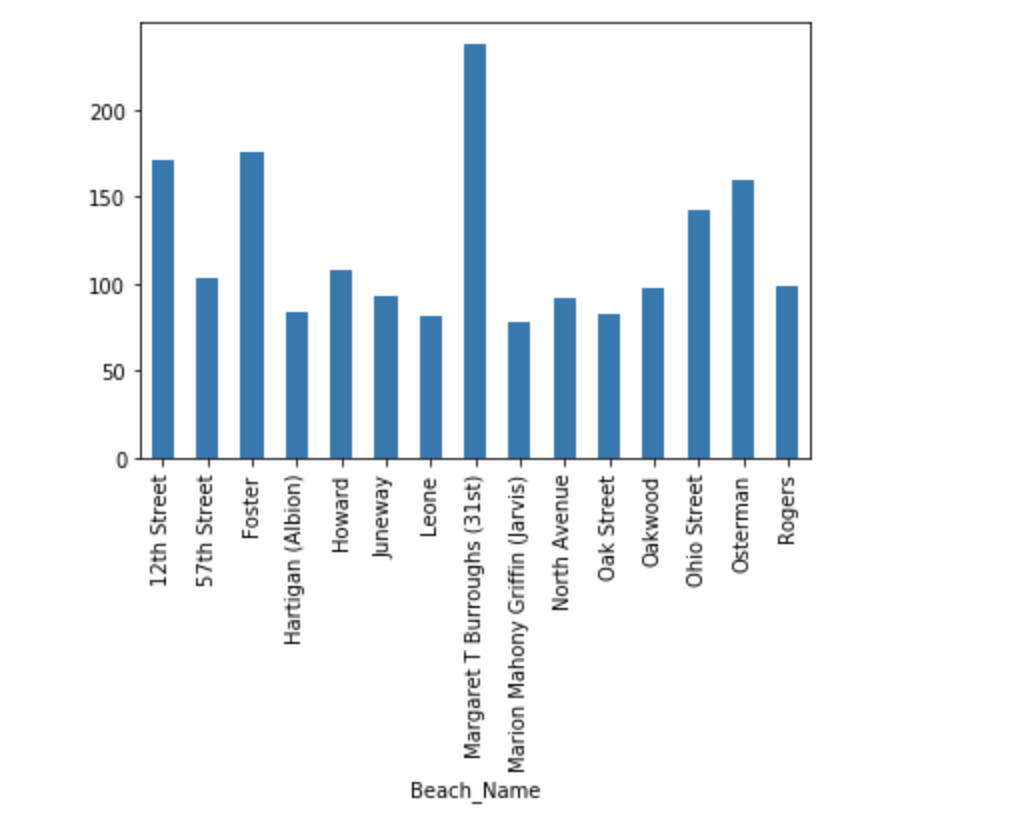 200
150
100
50
0
12th Street
57th Street
Foster
Hartigan (Albion)
Howard
Juneway
Leone
Margaret T Burroughs (31st)
Marion Mahony Griffin (Jarvis)
North Avenue
Oak Street
Oakwood
Ohio Street
Osterman
Rogers
Beach_Name